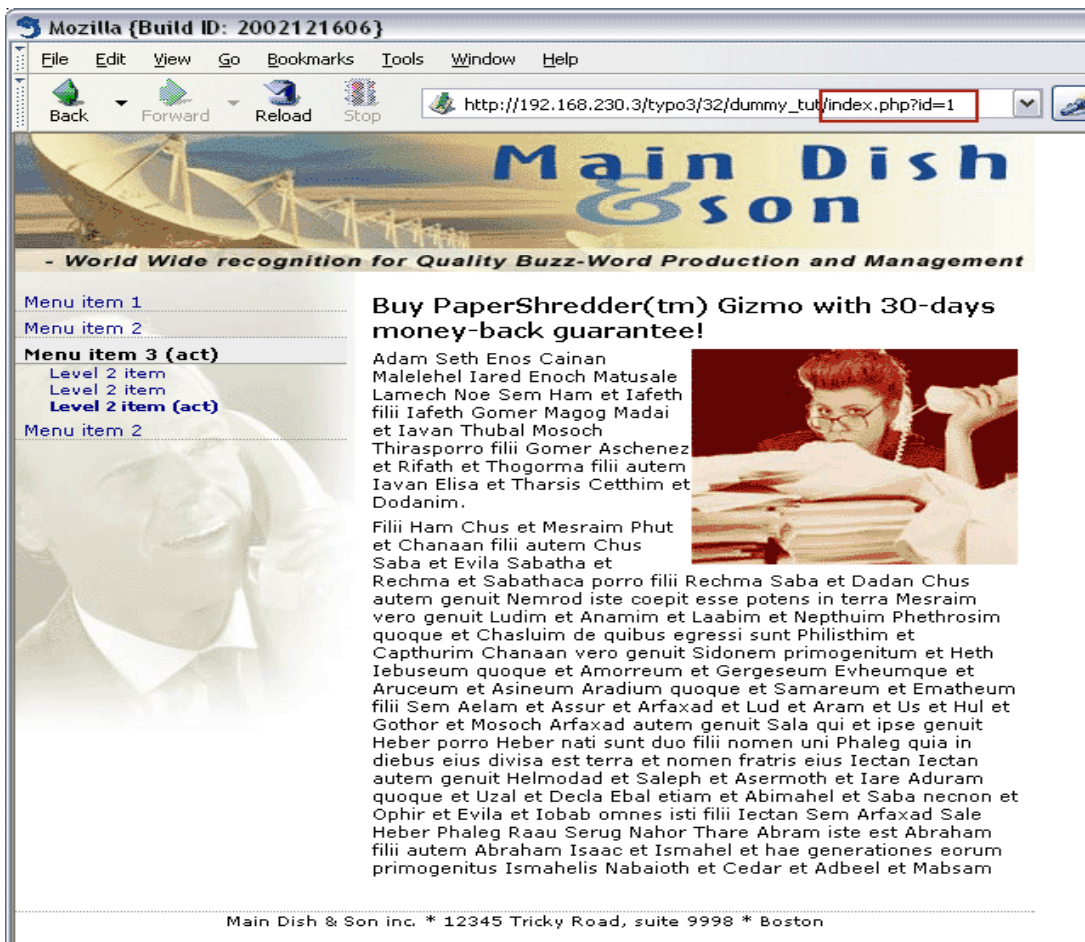 Mozilla {Build ID: 2002121606}
File Edit View Go Bookmarks Tools Window Help
Back Forward Reload Stop http://192.168.230.3/typo3/32/dummy_tut/index.php?id=1
Main Dish
& son
- World Wide recognition for Quality Buzz-Word Production and Management
Menu item 1
Menu item 2
Menu item 3 (act)
Level 2 item
Level 2 item
Level 2 item (act)
Menu item 2
Buy PaperShredder(tm) Gizmo with 30-days
money-back guarantee!
Adam Seth Enos Cainan
Malelehel Iared Enoch Matusale
Lamech Noe Sem Ham et Iafeth
filii Iafeth Gomer Magog Madai
et Iavan Thubal Mosoch
Thirasporro filii Gomer Aschenez
et Rifath et Thogorma filii autem
Iavan Elisa et Tharsis Cetthim et
Dodanim.
Filii Ham Chus et Mesraim Phut
et Chanaan filii autem Chus
Saba et Evila Sabatha et
Rechma et Sabathaca porro filii Rechma Saba et Dadan Chus
autem genuit Nemrod iste coepit esse potens in terra Mesraim
vero genuit Ludim et Anamim et Laabim et Nepthuim Phethrosim
quoque et Chasluim de quibus egressi sunt Philisthim et
Capthurim Chanaan vero genuit Sidonem primogenitum et Heth
Iebuseum quoque et Amorreum et Gergeseum Evheumque et
Aruceum et Asineum Aradium quoque et Samareum et Ematheum
filii Sem Aelam et Assur et Arfaxad et Lud et Aram et Us et Hul et
Gothor et Mosoch Arfaxad autem genuit Sala qui et ipse genuit
Heber porro Heber nati sunt duo filii nomen uni Phaleg quia in
diebus eius divisa est terra et nomen fratris eius Iectan Iectan
autem genuit Helmodad et Saleph et Asermoth et Iare Aduram
quoque et Uzal et Decla Ebal etiam et Abimahel et Saba necnon et
Ophir et Evila et Iobab omnes isti filii Iectan Sem Arfaxad Sale
Heber Phaleg Raau Serug Nahor Thare Abram iste est Abraham
filii autem Abraham Isaac et Ismahel et hae generationes eorum
primogenitus Ismahelis Nabaioth et Cedar et Adbeel et Mabsam
Main Dish & Son inc. * 12345 Tricky Road, suite 9998 * Boston